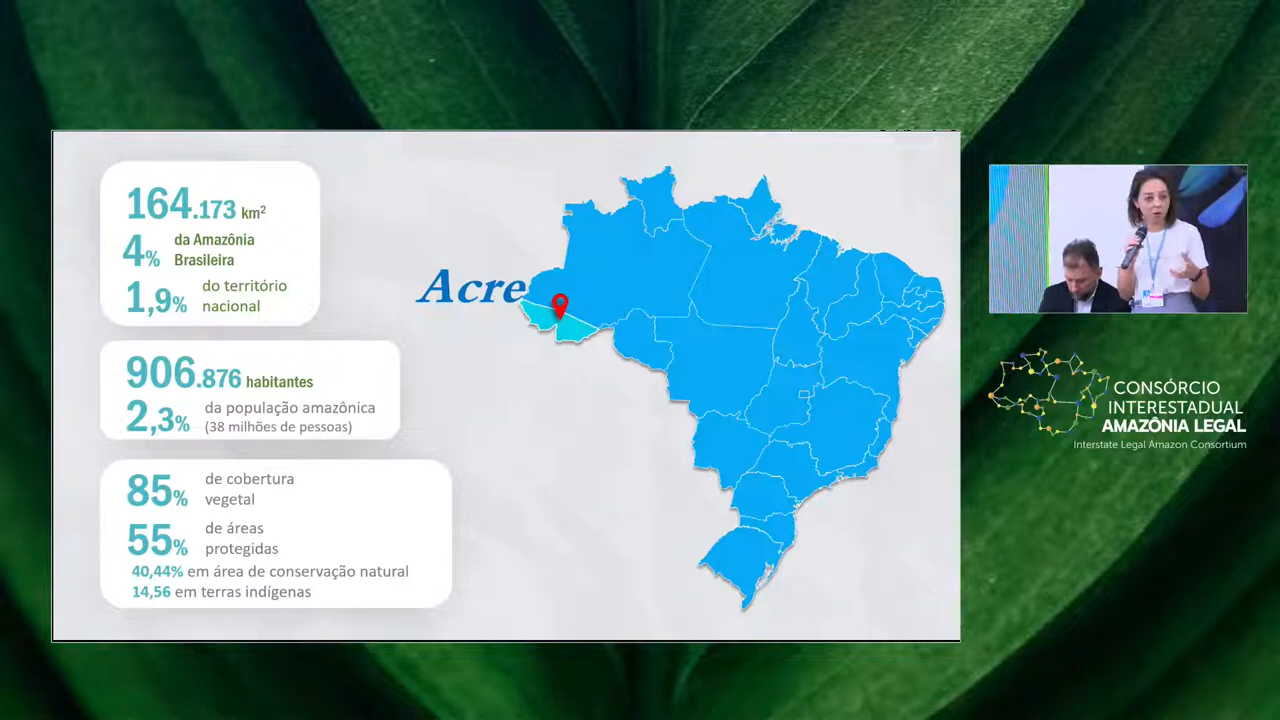 164.173 km²
4% da Amazônia
Brasileira
1,9% do território
nacional
906.876 habitantes
2,3% da população amazônica
(38 milhões de pessoas)
85% de cobertura
vegetal
55% de áreas
protegidas
40,44% em área de conservação natural
14,56 em terras indígenas
Acre
CONSÓRCIO
INTERESTADUAL
AMAZÔNIA LEGAL
Interstate Legal Amazon Consortium